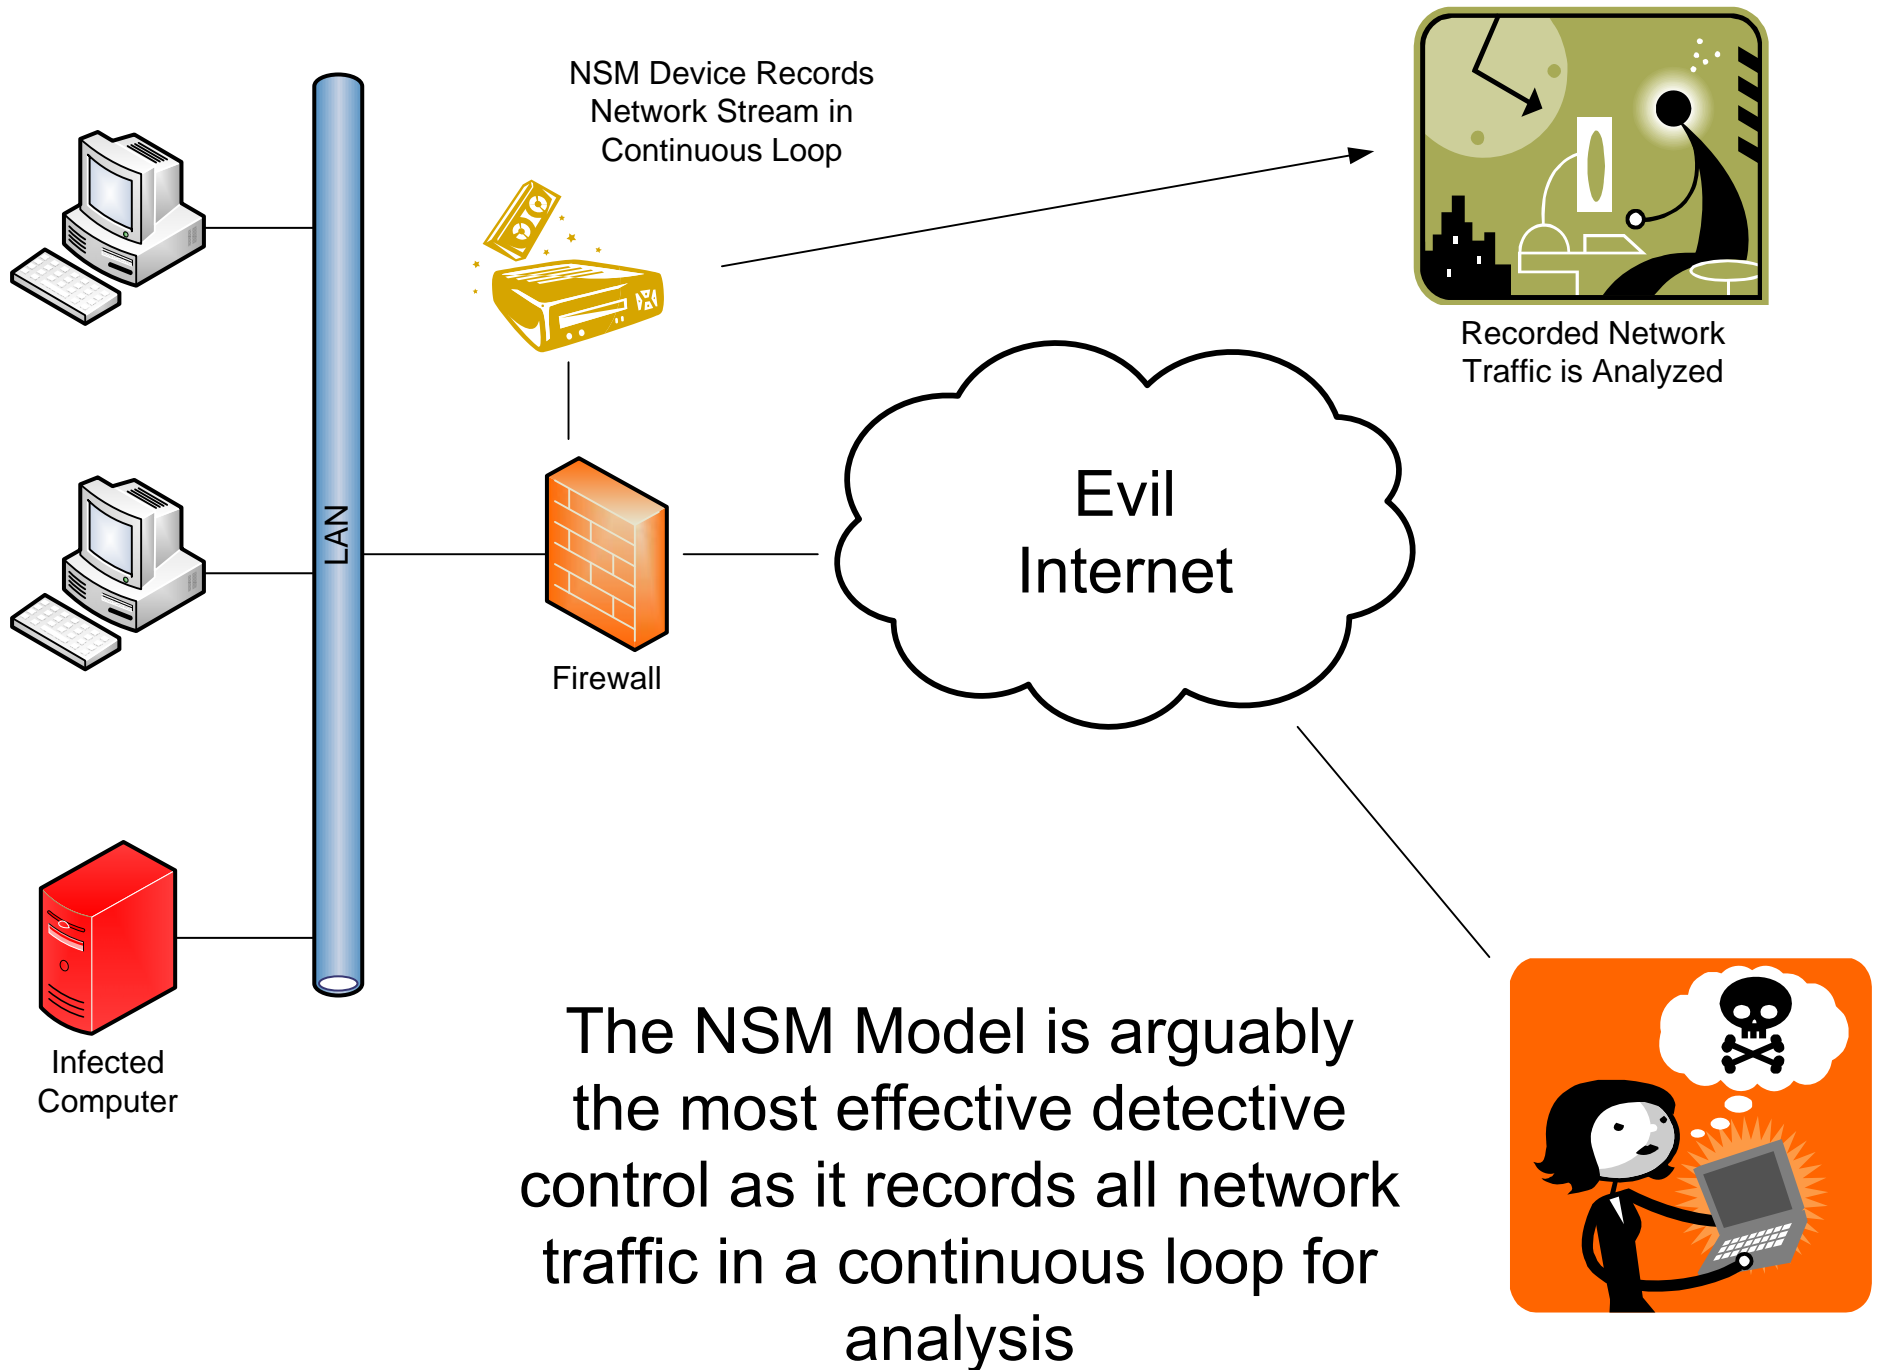 NSM Device Records
Network Stream in
Continuous Loop
Recorded Network
Traffic is Analyzed
LAN
Evil
Internet
Firewall
Infected
Computer
The NSM Model is arguably
the most effective detective
control as it records all network
traffic in a continuous loop for
analysis